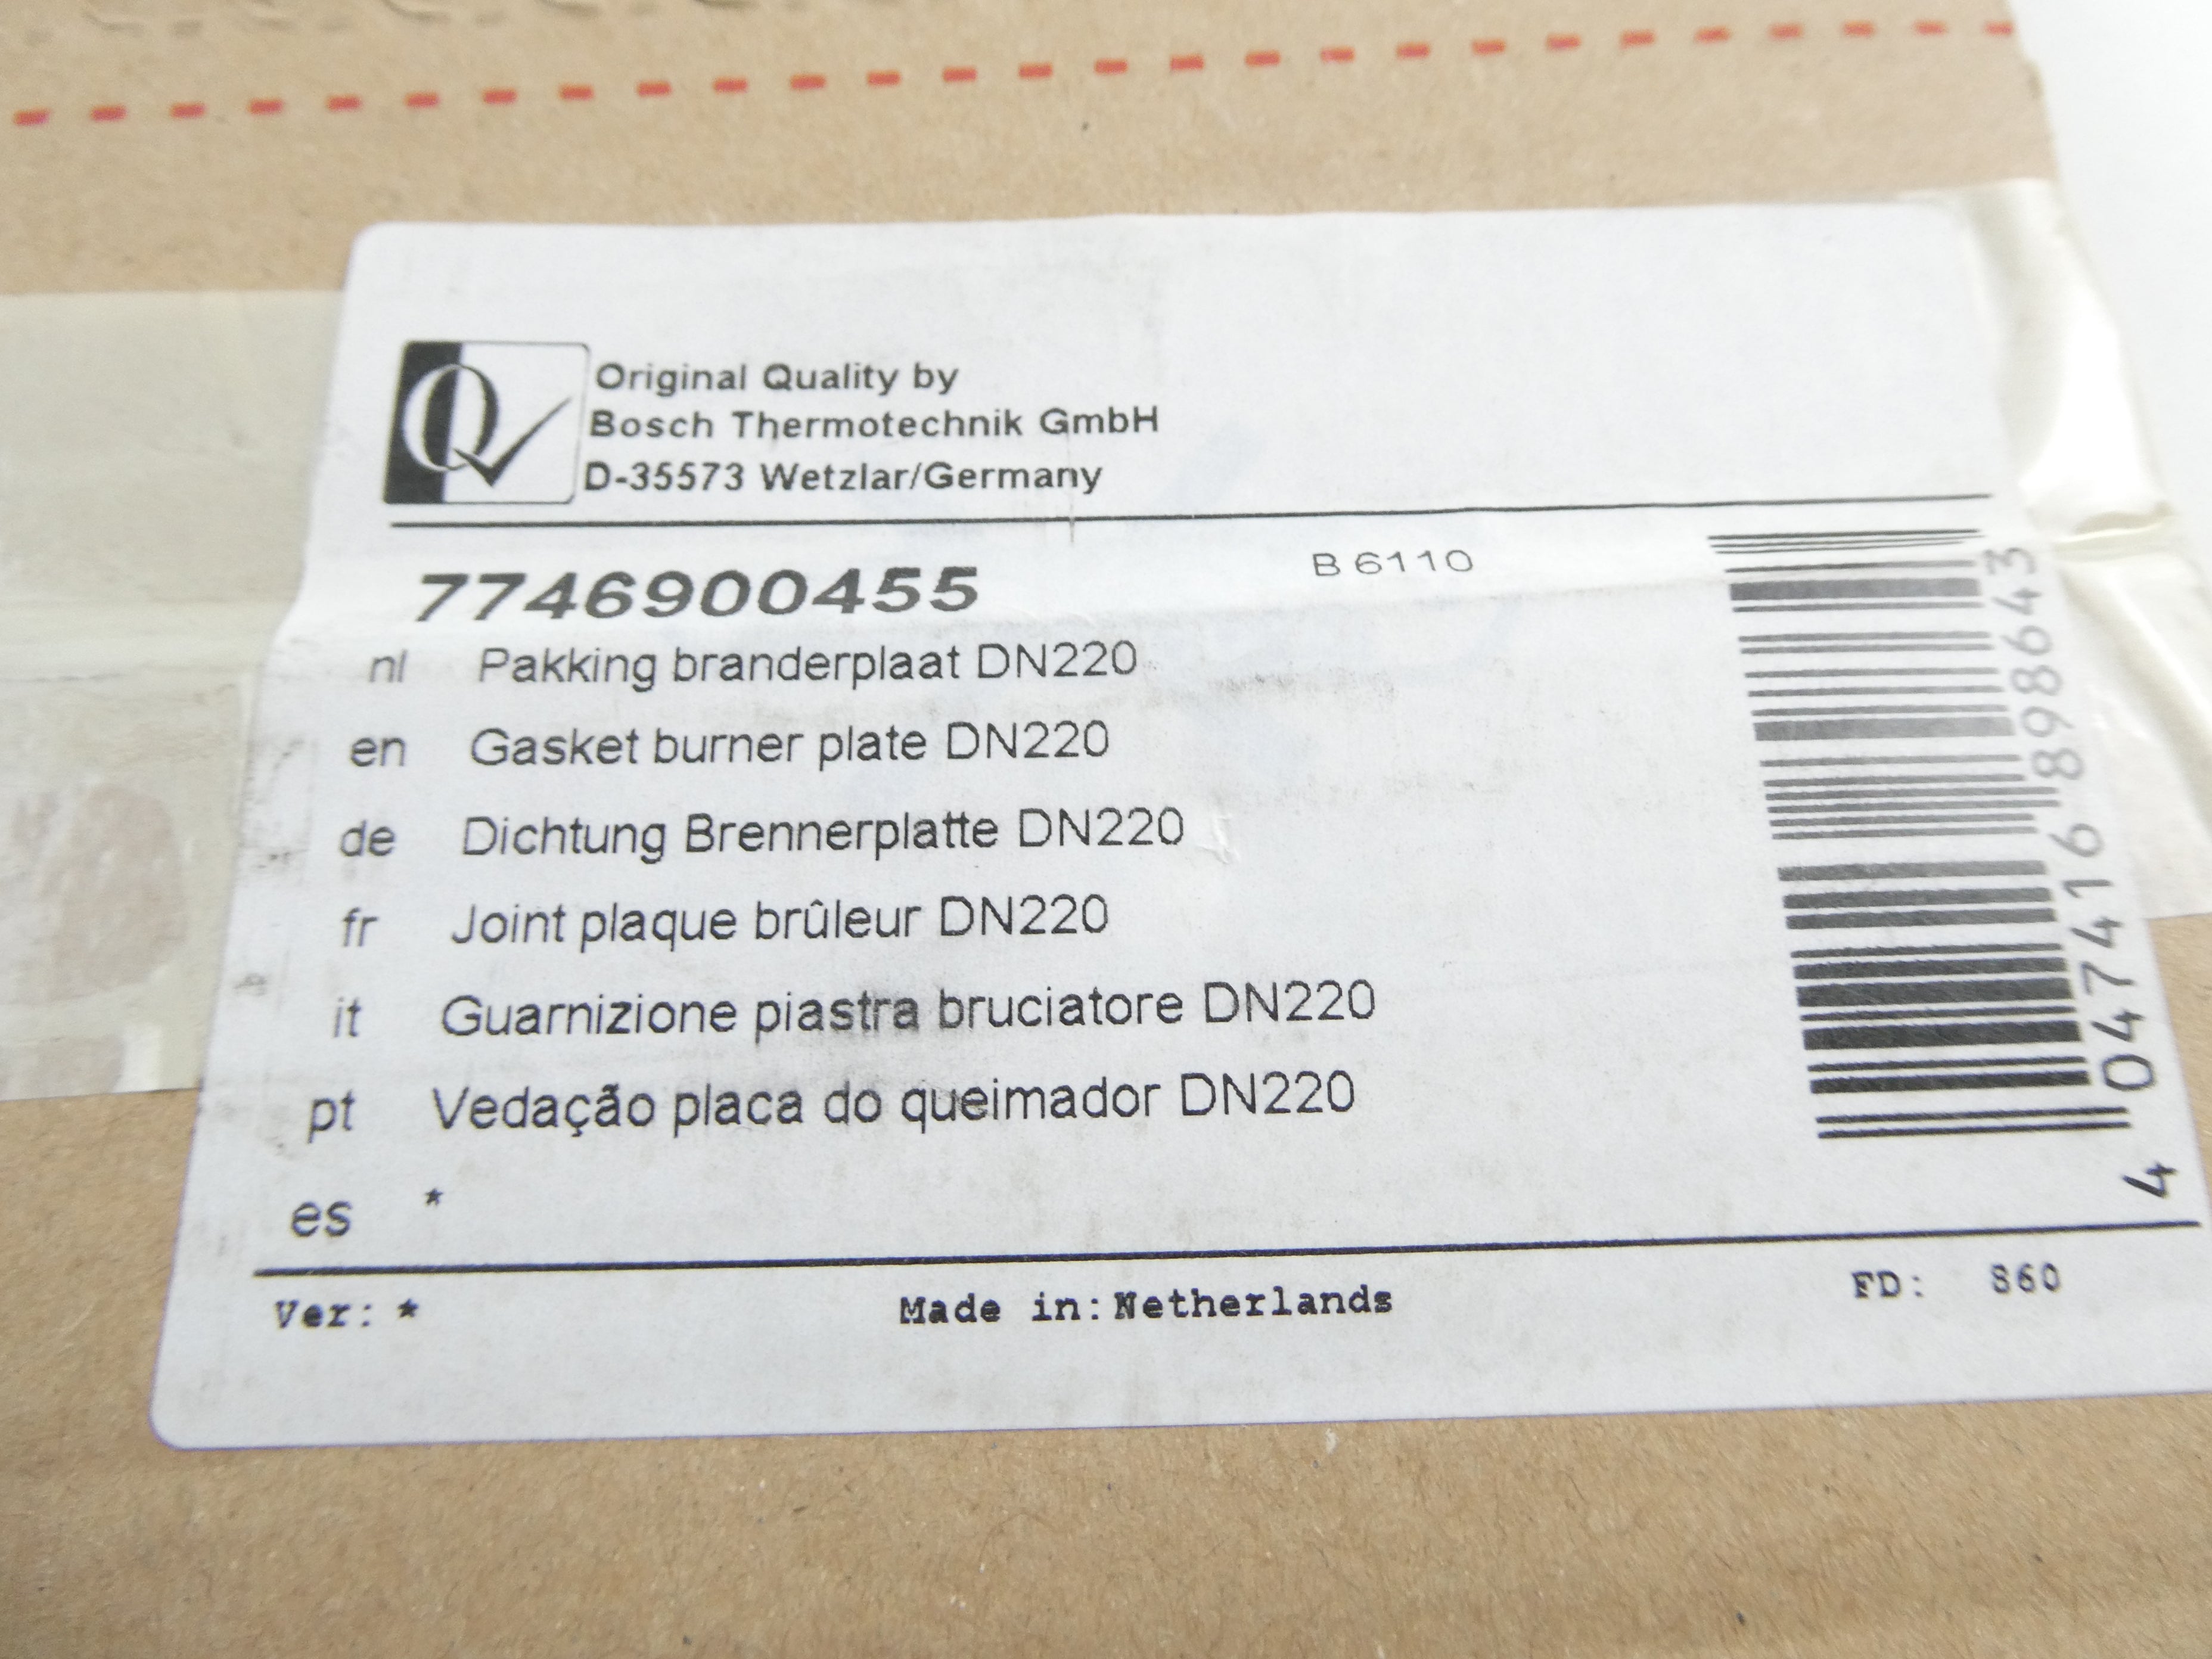 Original Quality by
Bosch Thermotechnik GmbH
D-35573 Wetzlar/Germany
7746900455
B 6110
nl Pakking branderplaat DN220
en Gasket burner plate DN220
de Dichtung Brennerplatte DN220
fr Joint plaque brûleur DN220
it Guarnizione piastra bruciatore DN220
pt Vedação placa do queimador DN220
es *
4 047416 898643
Ver: * Made in: Netherlands FD: 860